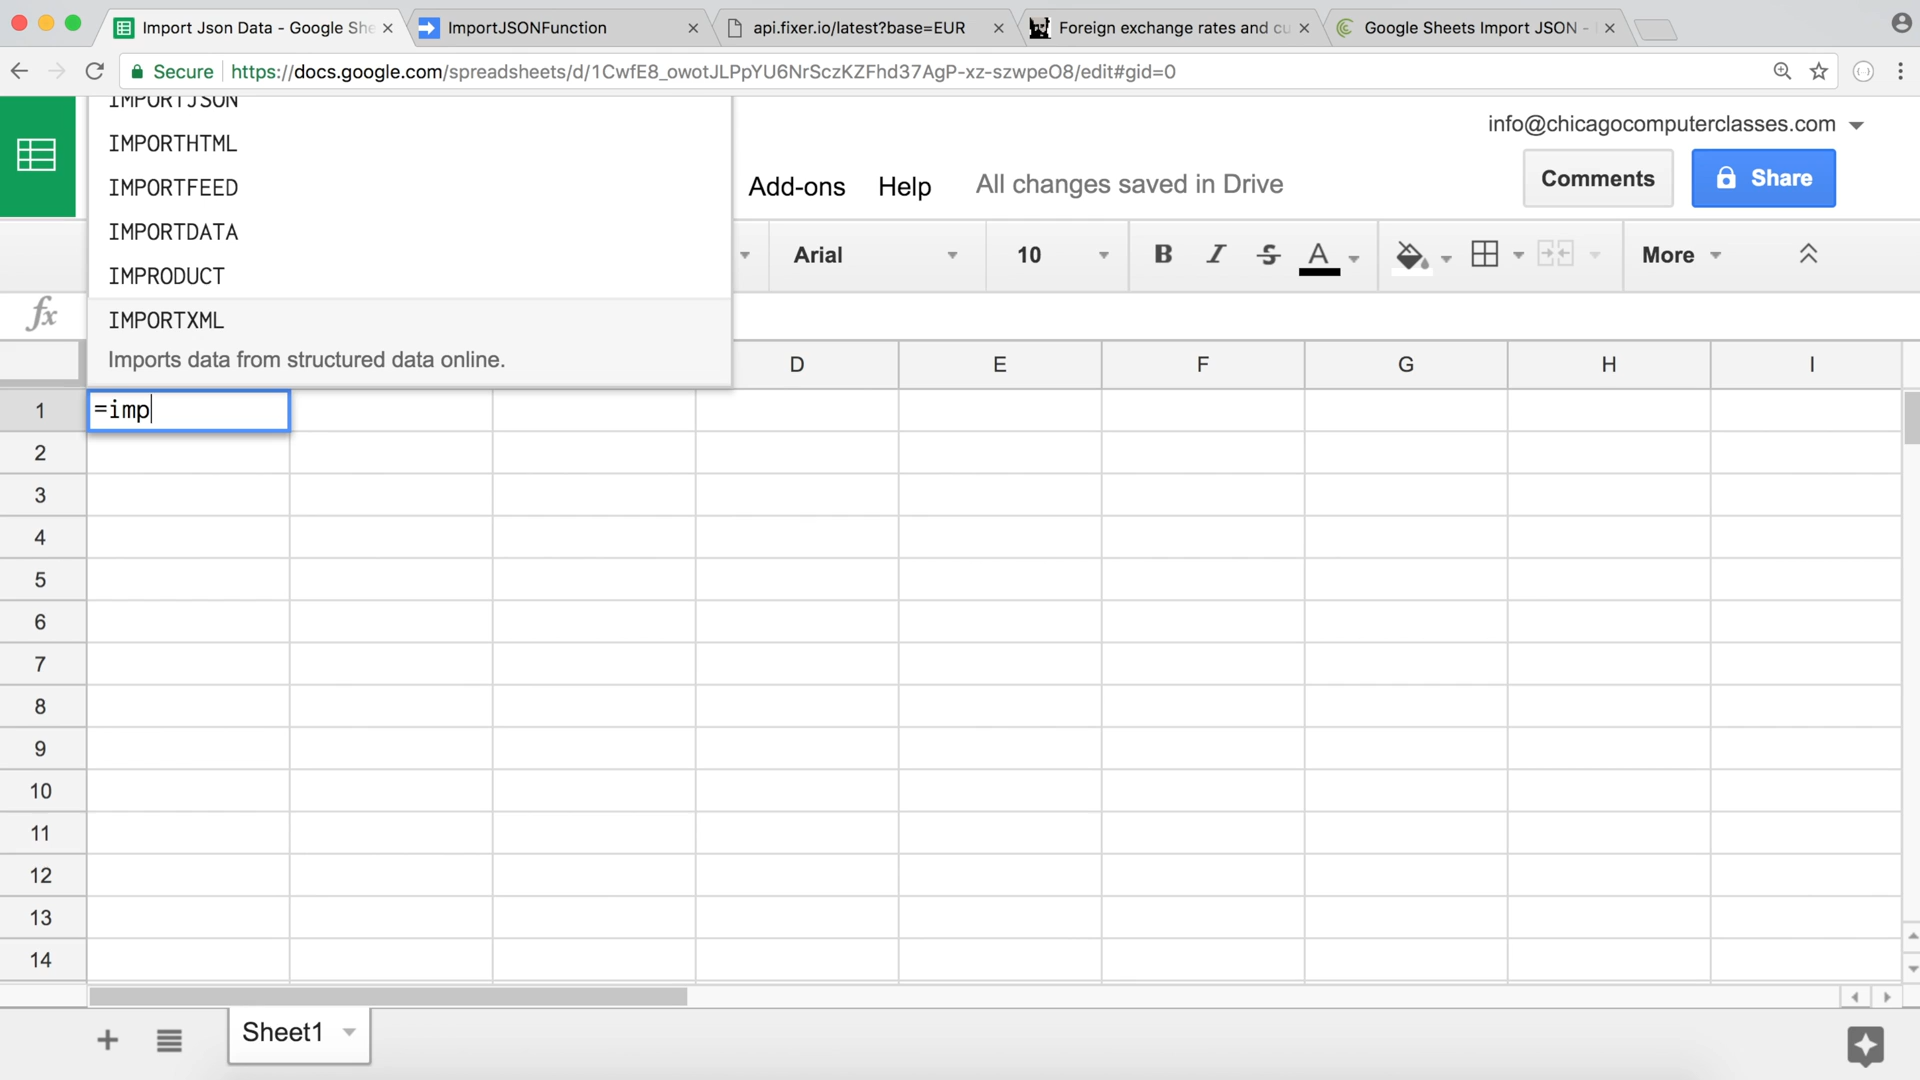 Import Json Data - Google She
ImportJSONFunction
api.fixer.io/latest?base=EUR
Foreign exchange rates and cu
Google Sheets Import JSON -
Secure
https://docs.google.com/spreadsheets/d/1CwfE8_owotJLPpYU6NrSczKZFhd37AgP-xz-szwpeO8/edit#gid=0
IMPORTJSON
IMPORTHTML
IMPORTFEED
IMPORTDATA
IMPRODUCT
IMPORTXML
Imports data from structured data online.
info@chicagocomputerclasses.com
Add-ons
Help
All changes saved in Drive
Comments
Share
Arial
10
B
I
S
A
More
fx
D
E
F
G
H
I
1
=imp
2
3
4
5
6
7
8
9
10
11
12
13
14
Sheet1